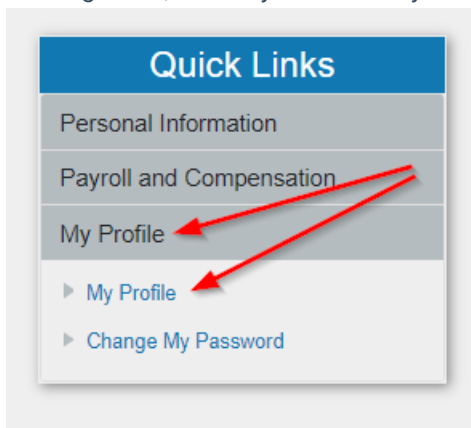 Quick Links
Personal Information
Payroll and Compensation
My Profile
My Profile
Change My Password